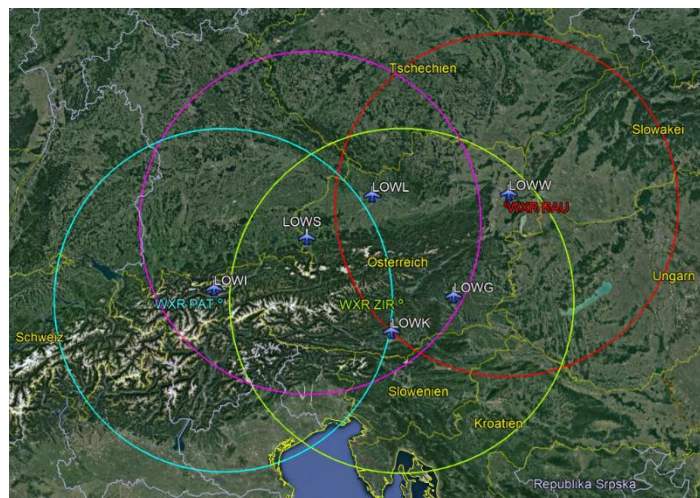 Tschechien
Slowakei
LOWL
LOWW
WXR RAU
LOWS
Österreich
Ungarn
LOWI
LOWG
WXR PAT °
WXR ZIR °
LOWK
Schweiz
Slowenien
Kroatien
Republika Srpska